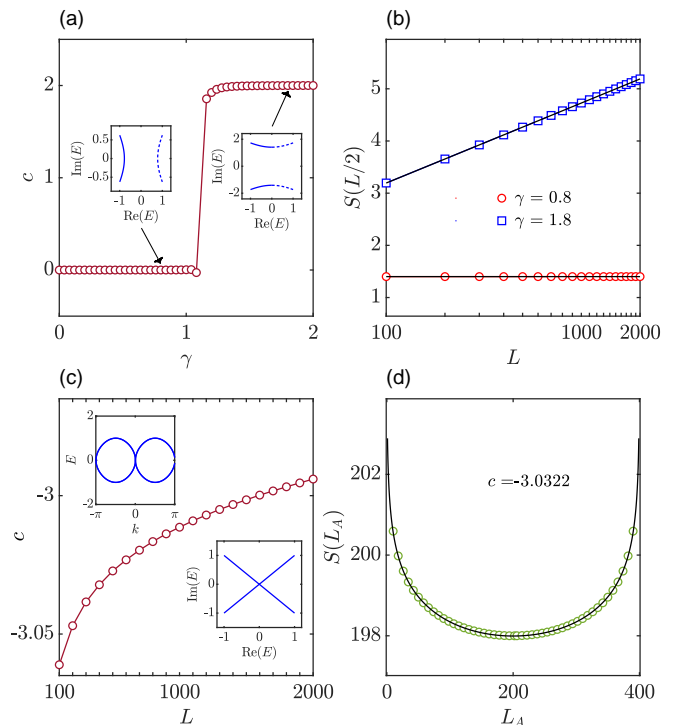 (a)
2
1
0
c
0
1
2
γ
0.5
0
-0.5
Im(E)
-1 0 1
Re(E)
2
0
-2
Im(E)
-1 0 1
Re(E)
(b)
5
4
3
2
1
S(L/2)
γ = 0.8
γ = 1.8
100
1000
2000
L
(c)
-3
-3.05
c
100
1000
2000
L
2
0
-2
E
-π 0 π
k
1
0
-1
Im(E)
-1 0 1
Re(E)
(d)
202
200
198
S(L_A)
c =-3.0322
0
200
400
L_A